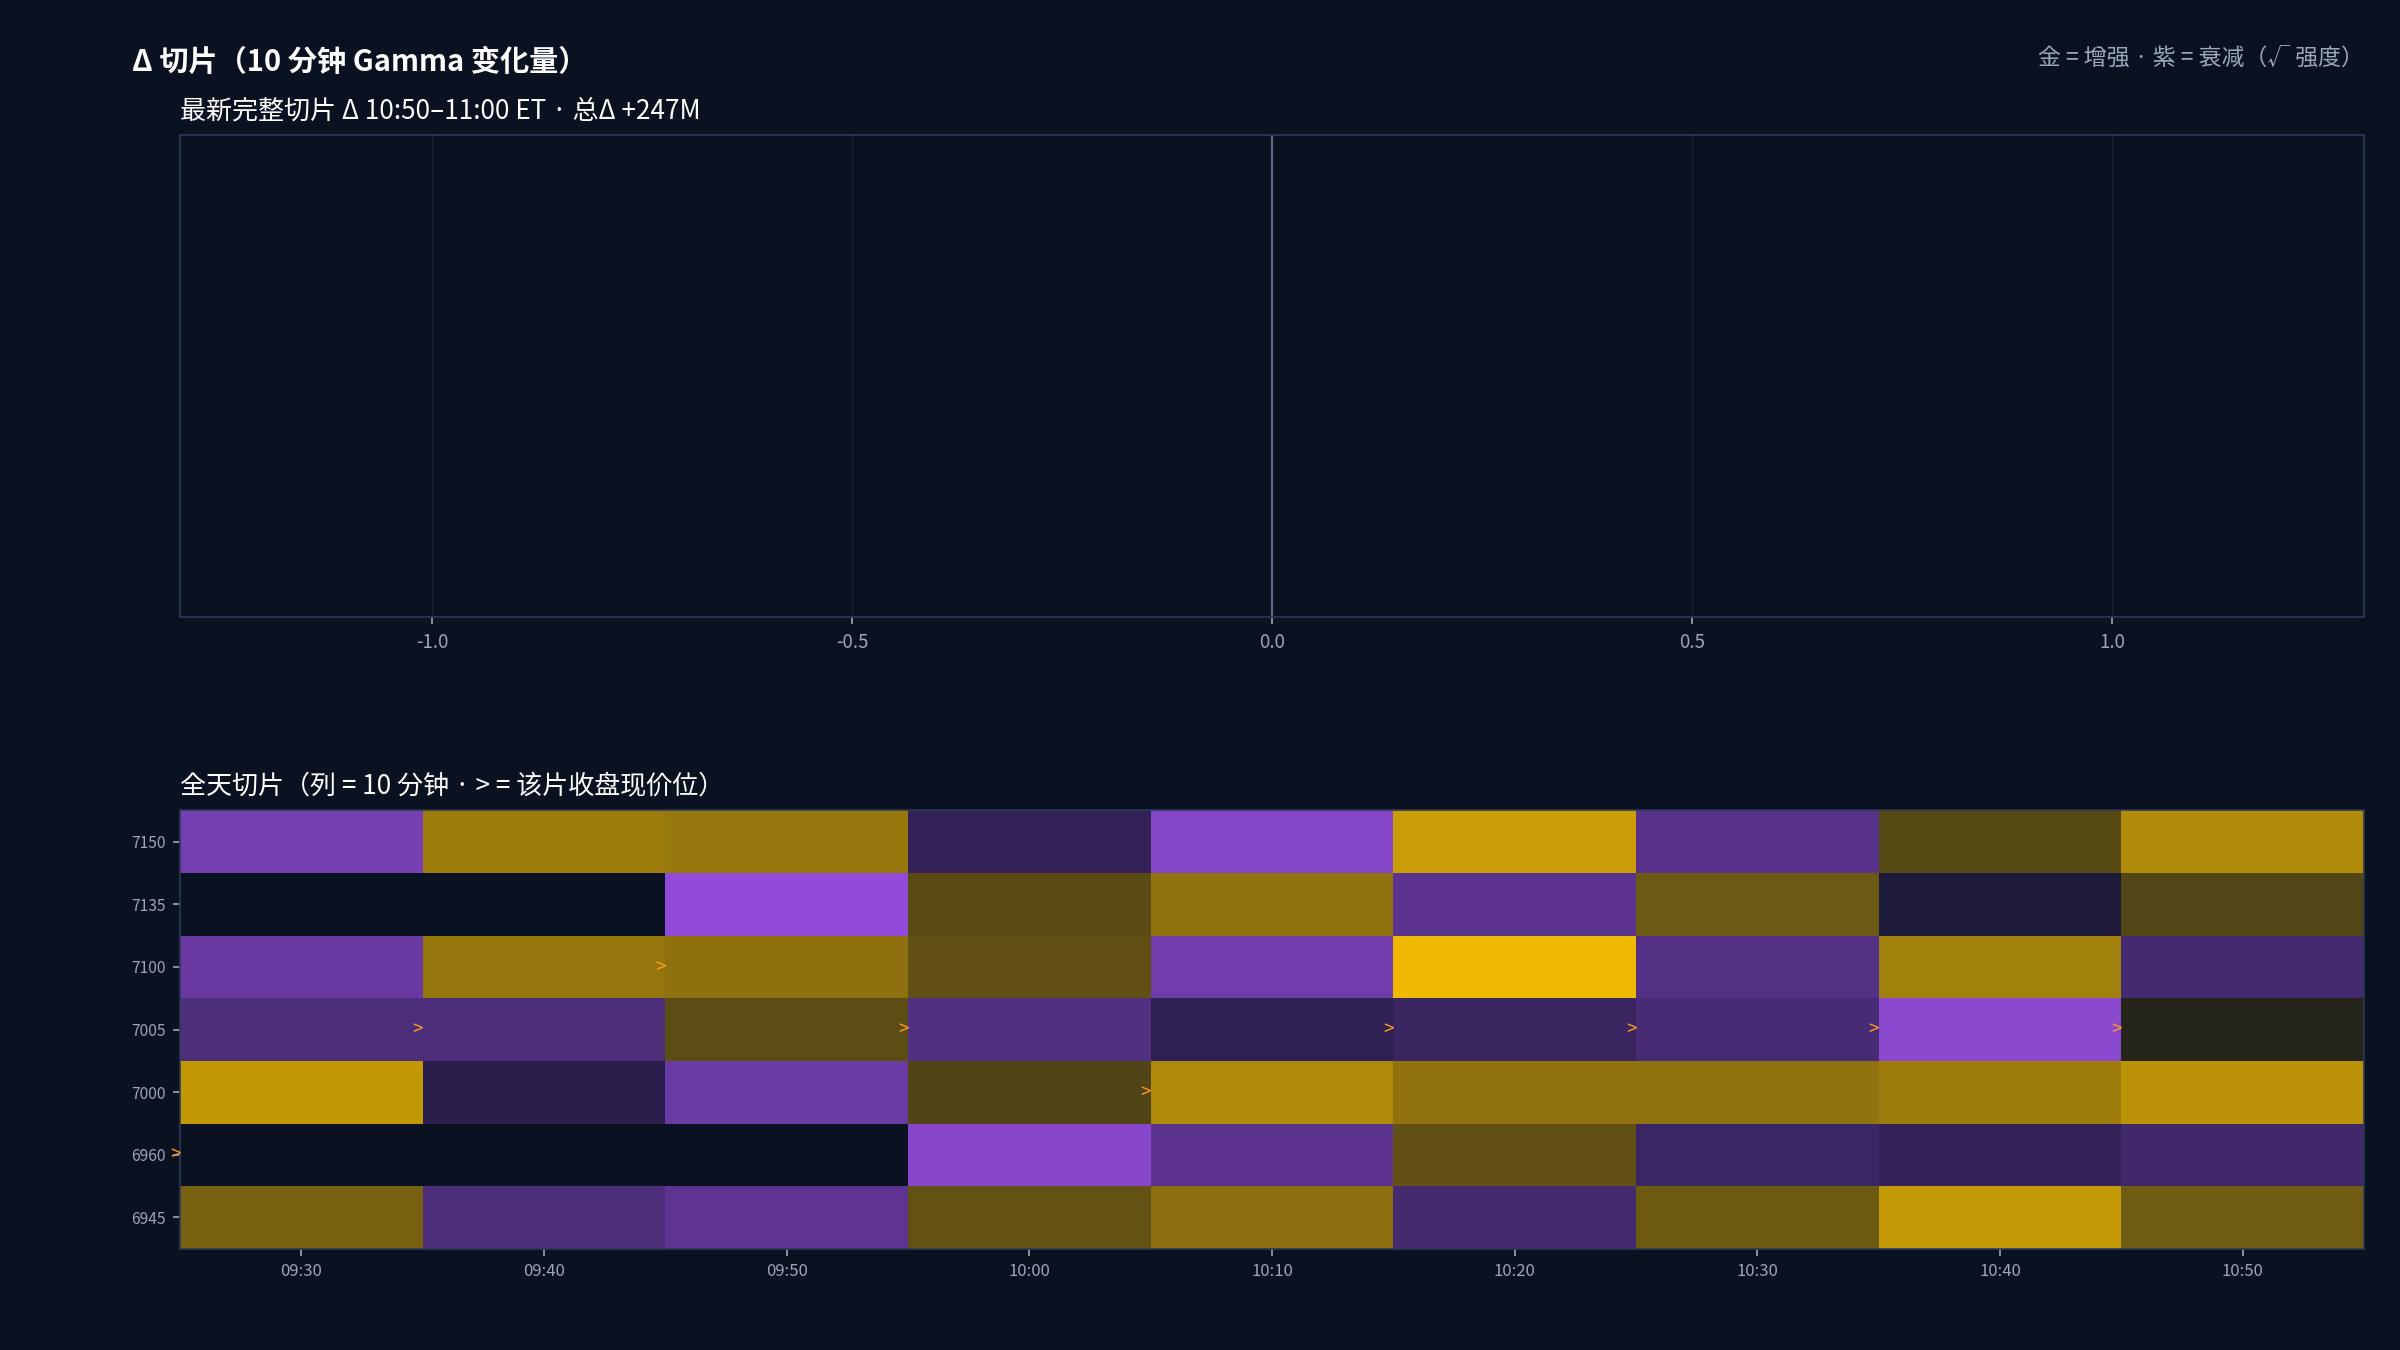 Δ 切片（10 分钟 Gamma 变化量）
金 = 增强 · 紫 = 衰减（√ 强度）
最新完整切片 Δ 10:50–11:00 ET · 总Δ +247M
-1.0 -0.5 0.0 0.5 1.0
全天切片（列 = 10 分钟 · > = 该片收盘现价位）
7150
7135
7100 >
7005 > > > > > >
7000 >
6960 >
6945
09:30 09:40 09:50 10:00 10:10 10:20 10:30 10:40 10:50